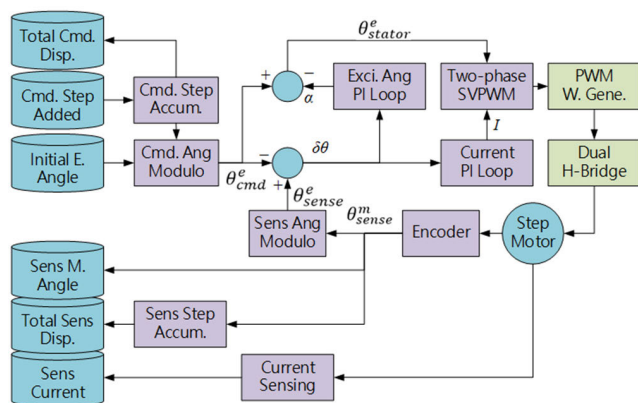 Total Cmd.
Disp.
Cmd. Step
Added
Initial E.
Angle
Cmd. Step
Accum.
Cmd. Ang
Modulo
θ^e_stator
+
−
α
Exci. Ang
PI Loop
Two-phase
SVPWM
PWM
W. Gene.
−
+
δθ
I
Current
PI Loop
Dual
H-Bridge
θ^e_cmd
θ^e_sense
θ^m_sense
Sens Ang
Modulo
Encoder
Step
Motor
Sens M.
Angle
Total Sens
Disp.
Sens Step
Accum.
Sens
Current
Current
Sensing